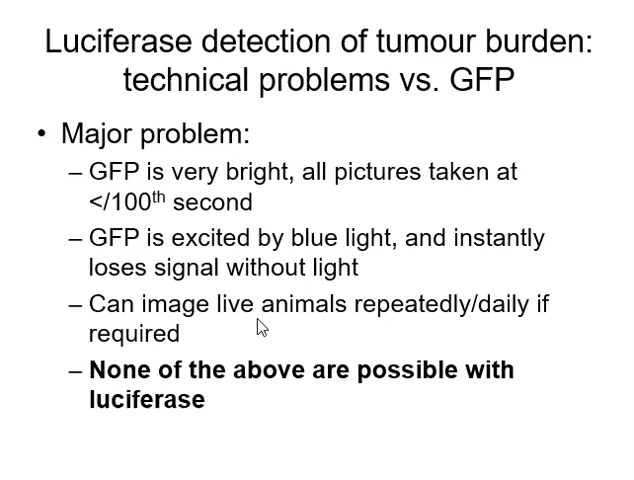 Luciferase detection of tumour burden:
technical problems vs. GFP
• Major problem:
– GFP is very bright, all pictures taken at
</100th second
– GFP is excited by blue light, and instantly
loses signal without light
– Can image live animals repeatedly/daily if
required
– None of the above are possible with
luciferase